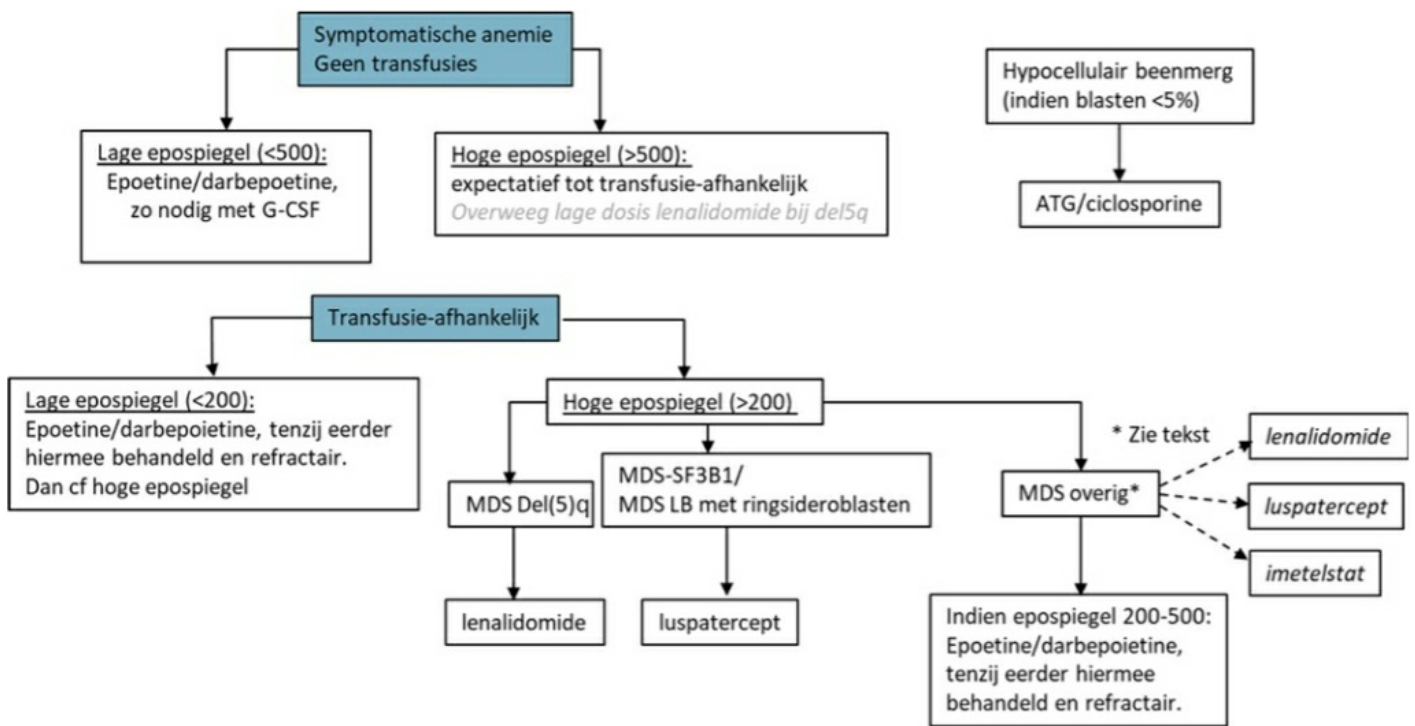 Symptomatische anemie
Geen transfusies
Hypocellulair beenmerg
(indien blasten <5%)
Lage epospiegel (<500):
Epoetine/darbepoetine,
zo nodig met G-CSF
Hoge epospiegel (>500):
expectatief tot transfusie-afhankelijk
Overweeg lage dosis lenalidomide bij del5q
ATG/ciclosporine
Transfusie-afhankelijk
Lage epospiegel (<200):
Epoetine/darbepoietine, tenzij eerder
hiermee behandeld en refractair.
Dan cf hoge epospiegel
Hoge epospiegel (>200)
MDS Del(5)q
MDS-SF3B1/
MDS LB met ringsideroblasten
* Zie tekst
MDS overig*
lenalidomide
luspatercept
imetelstat
lenalidomide
luspatercept
Indien epospiegel 200-500:
Epoetine/darbepoietine,
tenzij eerder hiermee
behandeld en refractair.